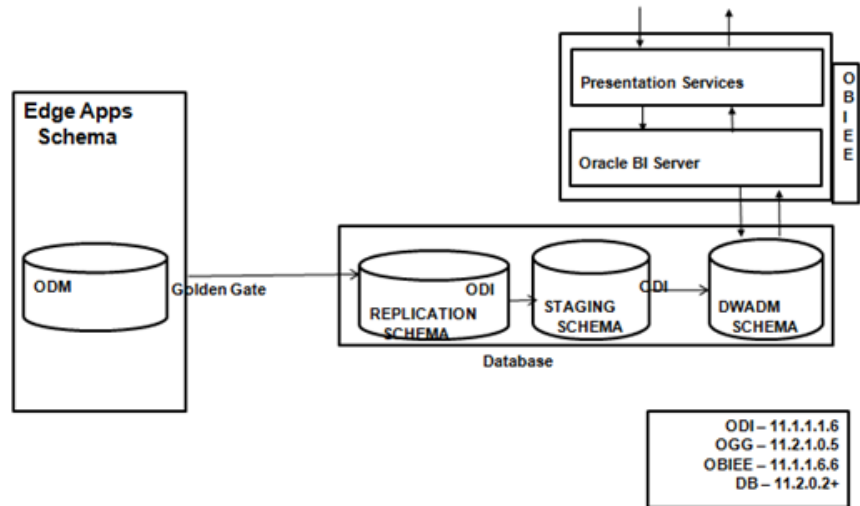 Presentation Services
Oracle BI Server
O
B
I
E
E
Edge Apps
Schema
ODM
Golden Gate
ODI
REPLICATION
SCHEMA
STAGING
SCHEMA
ODI
DWADM
SCHEMA
Database
ODI – 11.1.1.1.6
OGG – 11.2.1.0.5
OBIEE – 11.1.1.6.6
DB – 11.2.0.2+